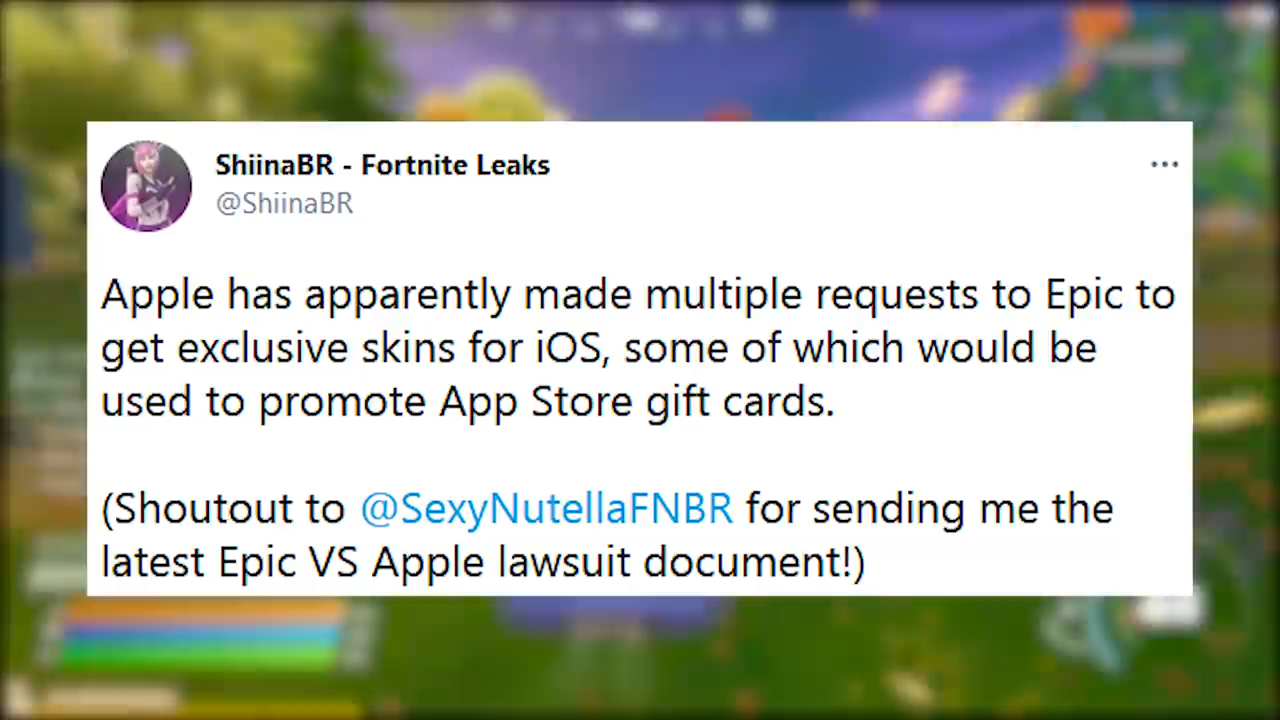 ShiinaBR - Fortnite Leaks
@ShiinaBR
Apple has apparently made multiple requests to Epic to
get exclusive skins for iOS, some of which would be
used to promote App Store gift cards.
(Shoutout to @SexyNutellaFNBR for sending me the
latest Epic VS Apple lawsuit document!)